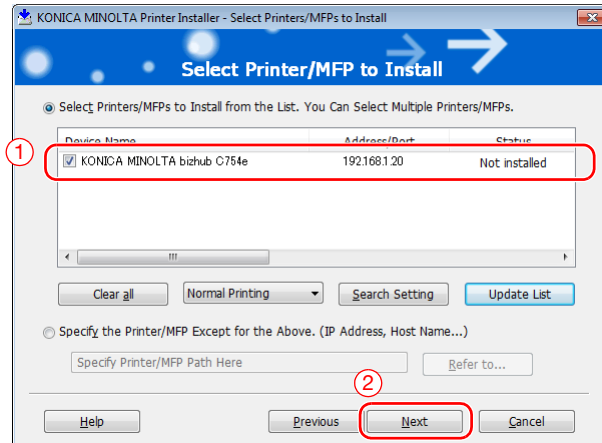 KONICA MINOLTA Printer Installer - Select Printers/MFPs to Install
Select Printer/MFP to Install
Select Printers/MFPs to Install from the List. You Can Select Multiple Printers/MFPs.
Device Name Address/Port Status
1
KONICA MINOLTA bizhub C754e 192.168.1.20 Not installed
Clear all Normal Printing Search Setting Update List
Specify the Printer/MFP Except for the Above. (IP Address, Host Name...)
Specify Printer/MFP Path Here Refer to...
2
Help Previous Next Cancel